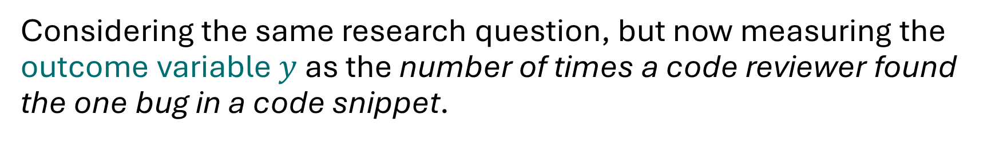 Considering the same research question, but now measuring the
outcome variable y as the number of times a code reviewer found
the one bug in a code snippet.